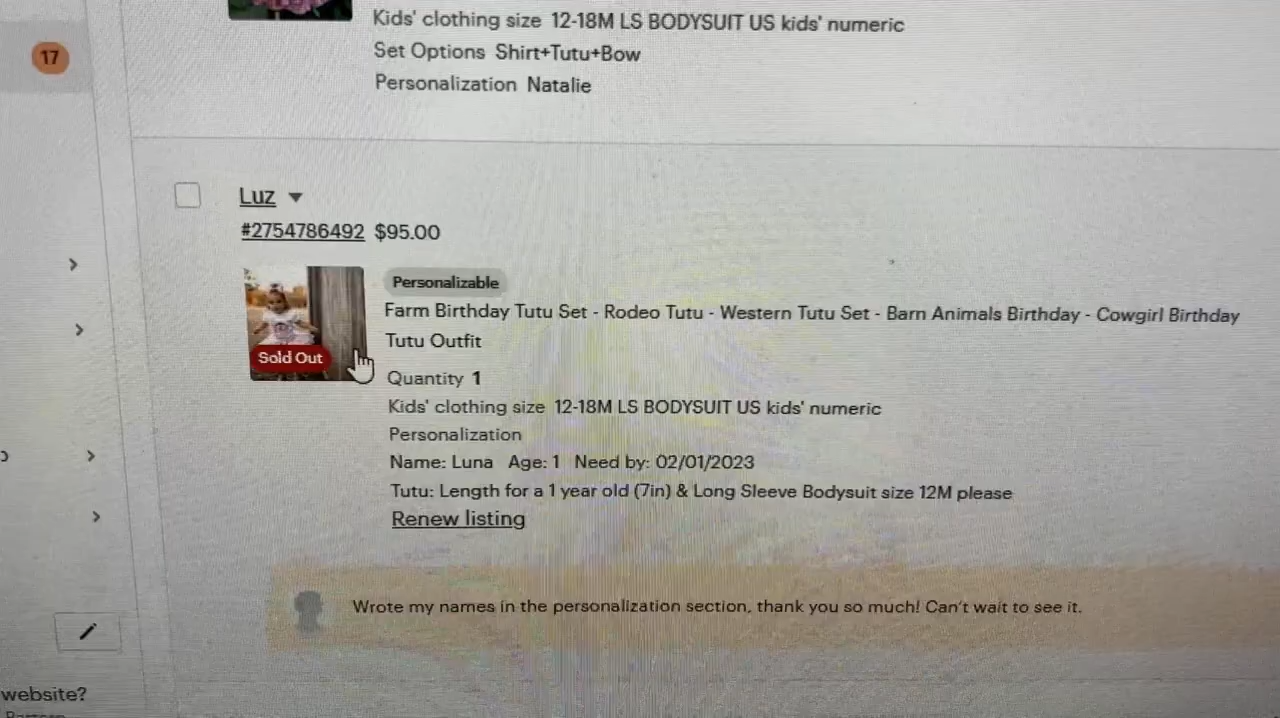 Kids' clothing size 12-18M LS BODYSUIT US kids' numeric
17
Set Options Shirt+Tutu+Bow
Personalization Natalie
Luz
#2754786492 $95.00
Personalizable
Farm Birthday Tutu Set - Rodeo Tutu - Western Tutu Set - Barn Animals Birthday - Cowgirl Birthday
Tutu Outfit
Sold Out
Quantity 1
Kids' clothing size 12-18M LS BODYSUIT US kids' numeric
Personalization
Name: Luna Age: 1 Need by: 02/01/2023
Tutu: Length for a 1 year old (7in) & Long Sleeve Bodysuit size 12M please
Renew listing
Wrote my names in the personalization section, thank you so much! Can't wait to see it.
website?